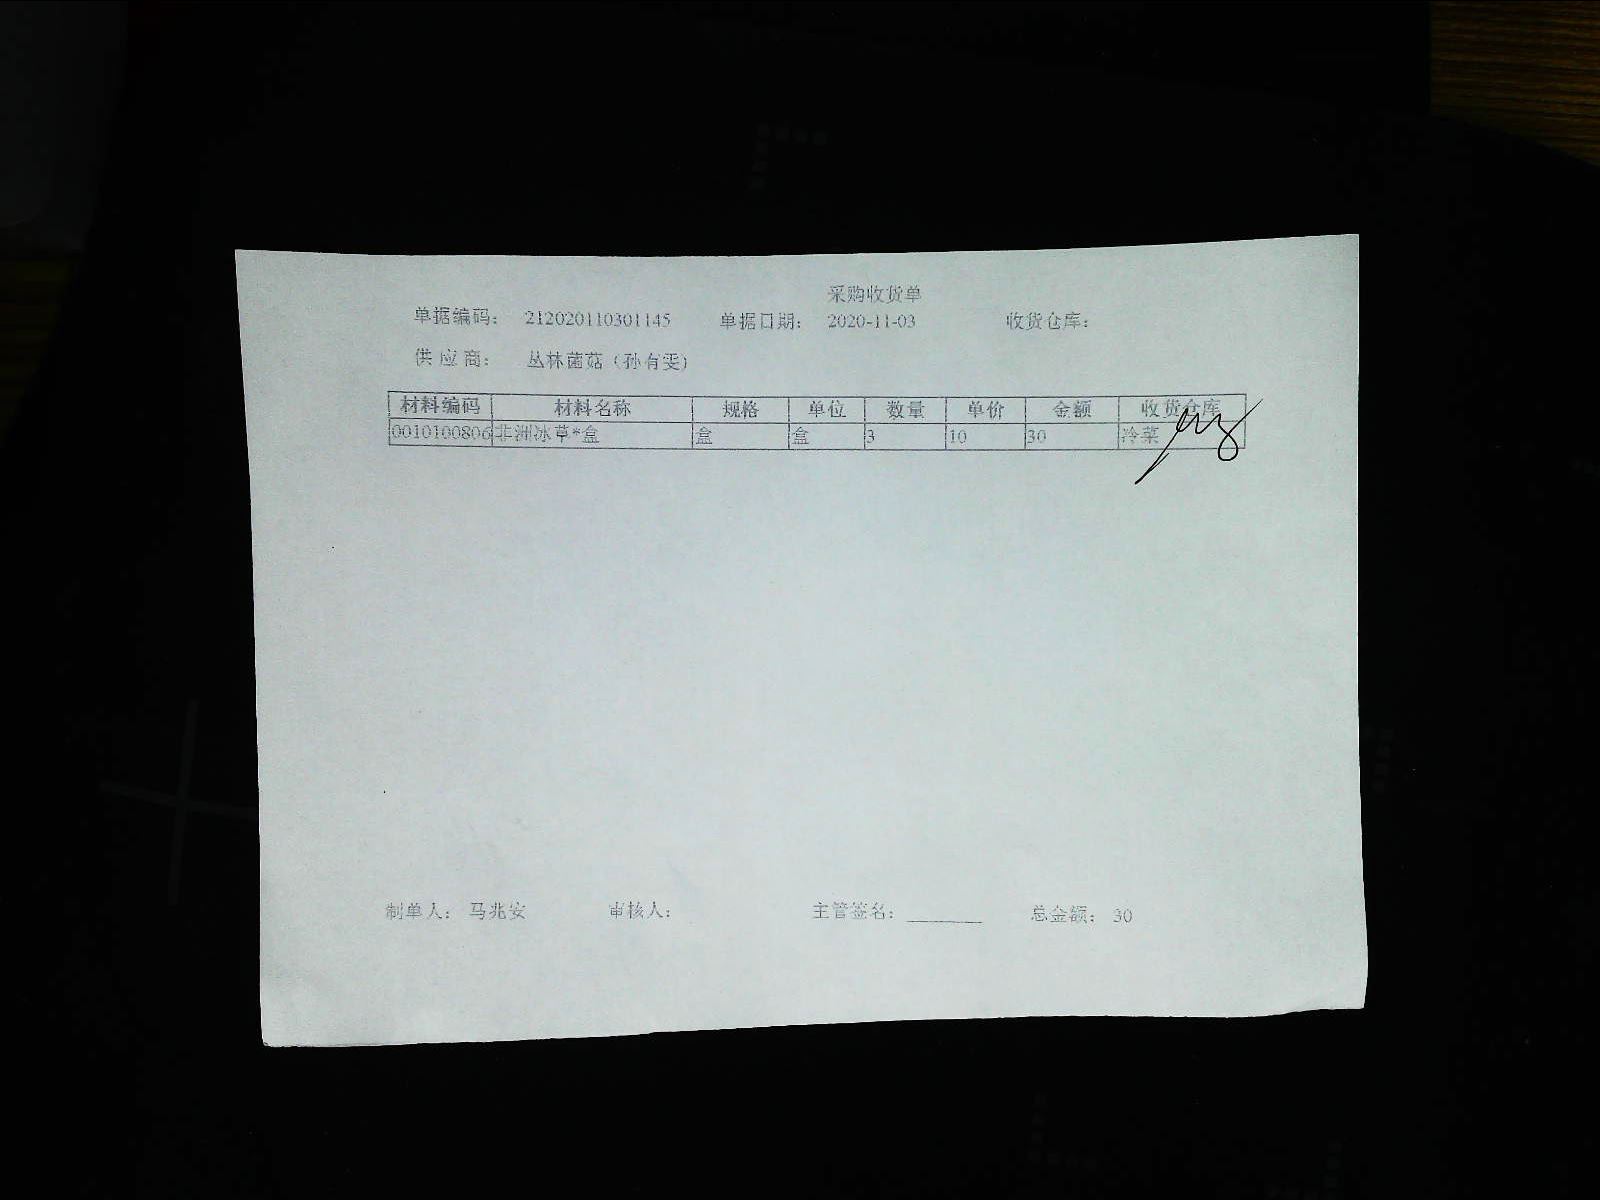 采购收货单
单据编码: 212020110301145 单据日期: 2020-11-03 收货仓库:
供应商: 丛林菌菇（孙有雯）
材料编码 材料名称 规格 单位 数量 单价 金额 收货仓库
0010100806 非洲冰草*盒 盒 盒 3 10 30 冷菜
制单人: 马兆安 审核人: 主管签名: 总金额: 30